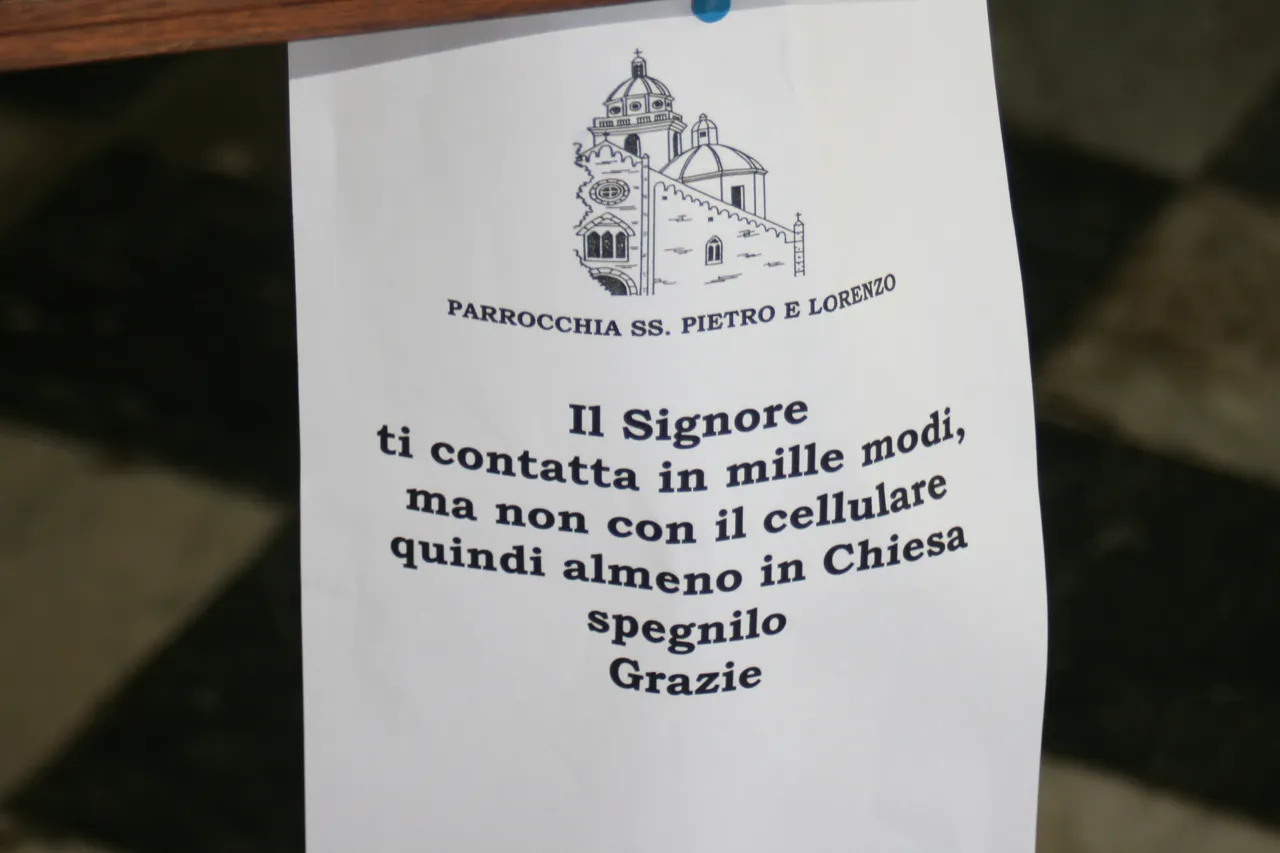 PARROCCHIA SS. PIETRO E LORENZO
Il Signore
ti contatta in mille modi,
ma non con il cellulare
quindi almeno in Chiesa
spegnilo
Grazie